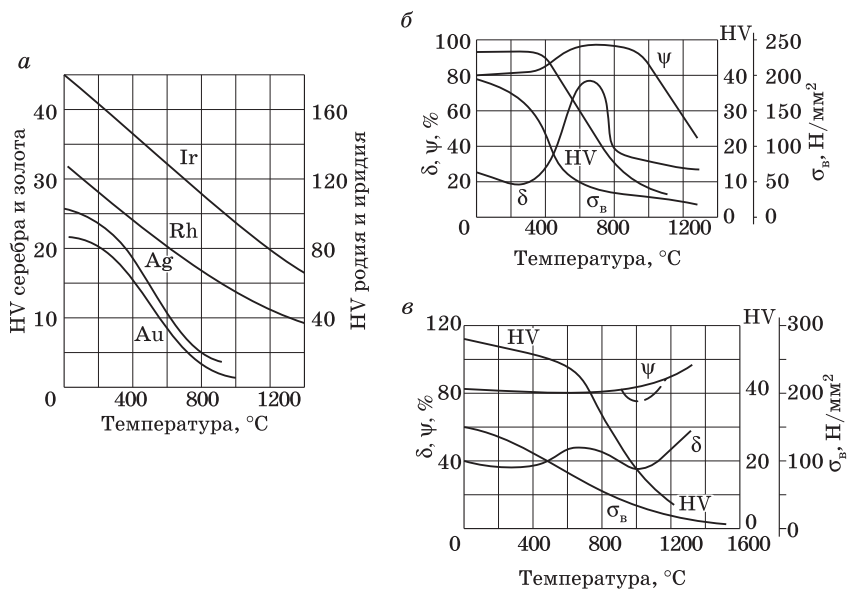 а
40
30
20
10
0
HV серебра и золота
160
120
80
40
HV родия и иридия
Ir
Rh
Ag
Au
400 800 1200
Температура, °C
б
100
80
60
40
20
0
δ, ψ, %
HV
40
30
20
10
0
250
200
150
100
50
0
σв, Н/мм²
ψ
HV
δ
σв
0 400 800 1200
Температура, °C
в
120
80
40
0
δ, ψ, %
HV
40
20
0
300
200
100
0
σв, Н/мм²
HV
ψ
δ
HV
σв
400 800 1200 1600
Температура, °C